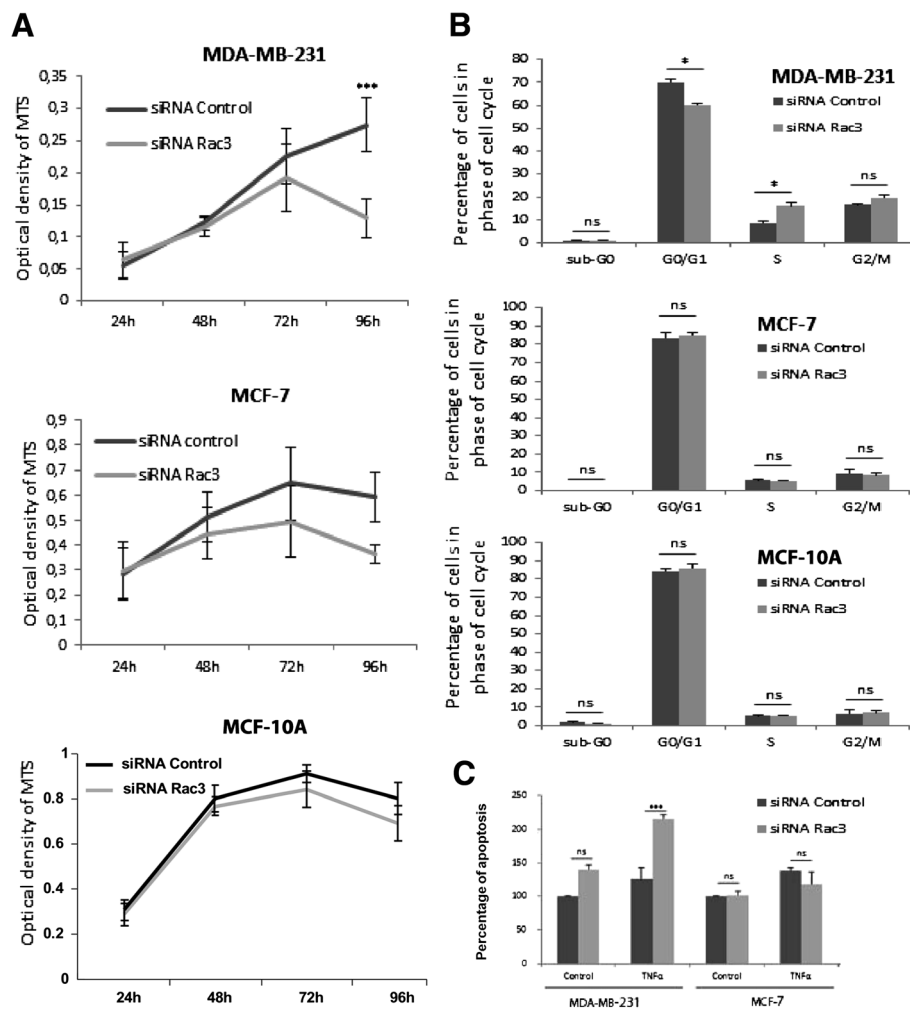 A
MDA-MB-231
Optical density of MTS
0,35
0,3
0,25
0,2
0,15
0,1
0,05
0
siRNA Control
siRNA Rac3
***
24h 48h 72h 96h
MCF-7
Optical density of MTS
0,9
0,8
0,7
0,6
0,5
0,4
0,3
0,2
0,1
0
siRNA control
siRNA Rac3
24h 48h 72h 96h
MCF-10A
Optical density of MTS
1
0.8
0.6
0.4
0.2
0
siRNA Control
siRNA Rac3
24h 48h 72h 96h
B
Percentage of cells in
phase of cell cycle
80
70
60
50
40
30
20
10
0
MDA-MB-231
siRNA Control
siRNA Rac3
n.s * * n.s
sub-G0 G0/G1 S G2/M
Percentage of cells in
phase of cell cycle
100
90
80
70
60
50
40
30
20
10
0
MCF-7
siRNA Control
siRNA Rac3
n.s n.s n.s n.s
sub-G0 G0/G1 S G2/M
Percentage of cells in
phase of cell cycle
100
90
80
70
60
50
40
30
20
10
0
MCF-10A
siRNA Control
siRNA Rac3
n.s n.s n.s n.s
sub-G0 G0/G1 S G2/M
C
Percentage of apoptosis
250
200
150
100
50
0
siRNA Control
siRNA Rac3
ns *** ns ns
Control TNFα Control TNFα
MDA-MB-231 MCF-7